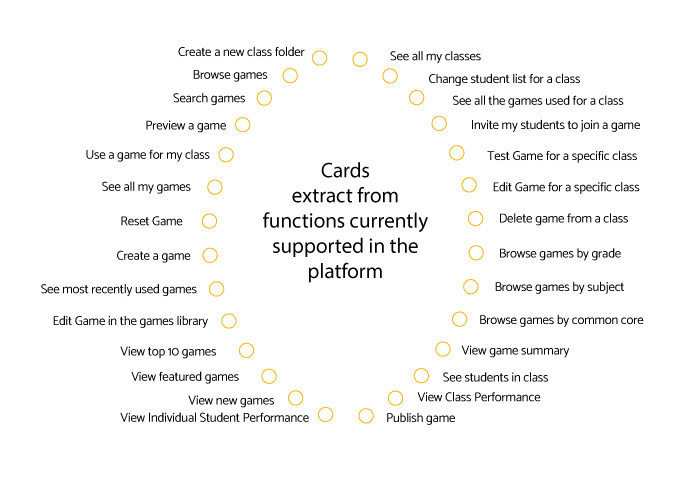 Create a new class folder
Browse games
Search games
Preview a game
Use a game for my class
See all my games
Reset Game
Create a game
See most recently used games
Edit Game in the games library
View top 10 games
View featured games
View new games
View Individual Student Performance
Cards
extract from
functions currently
supported in the
platform
See all my classes
Change student list for a class
See all the games used for a class
Invite my students to join a game
Test Game for a specific class
Edit Game for a specific class
Delete game from a class
Browse games by grade
Browse games by subject
Browse games by common core
View game summary
See students in class
View Class Performance
Publish game